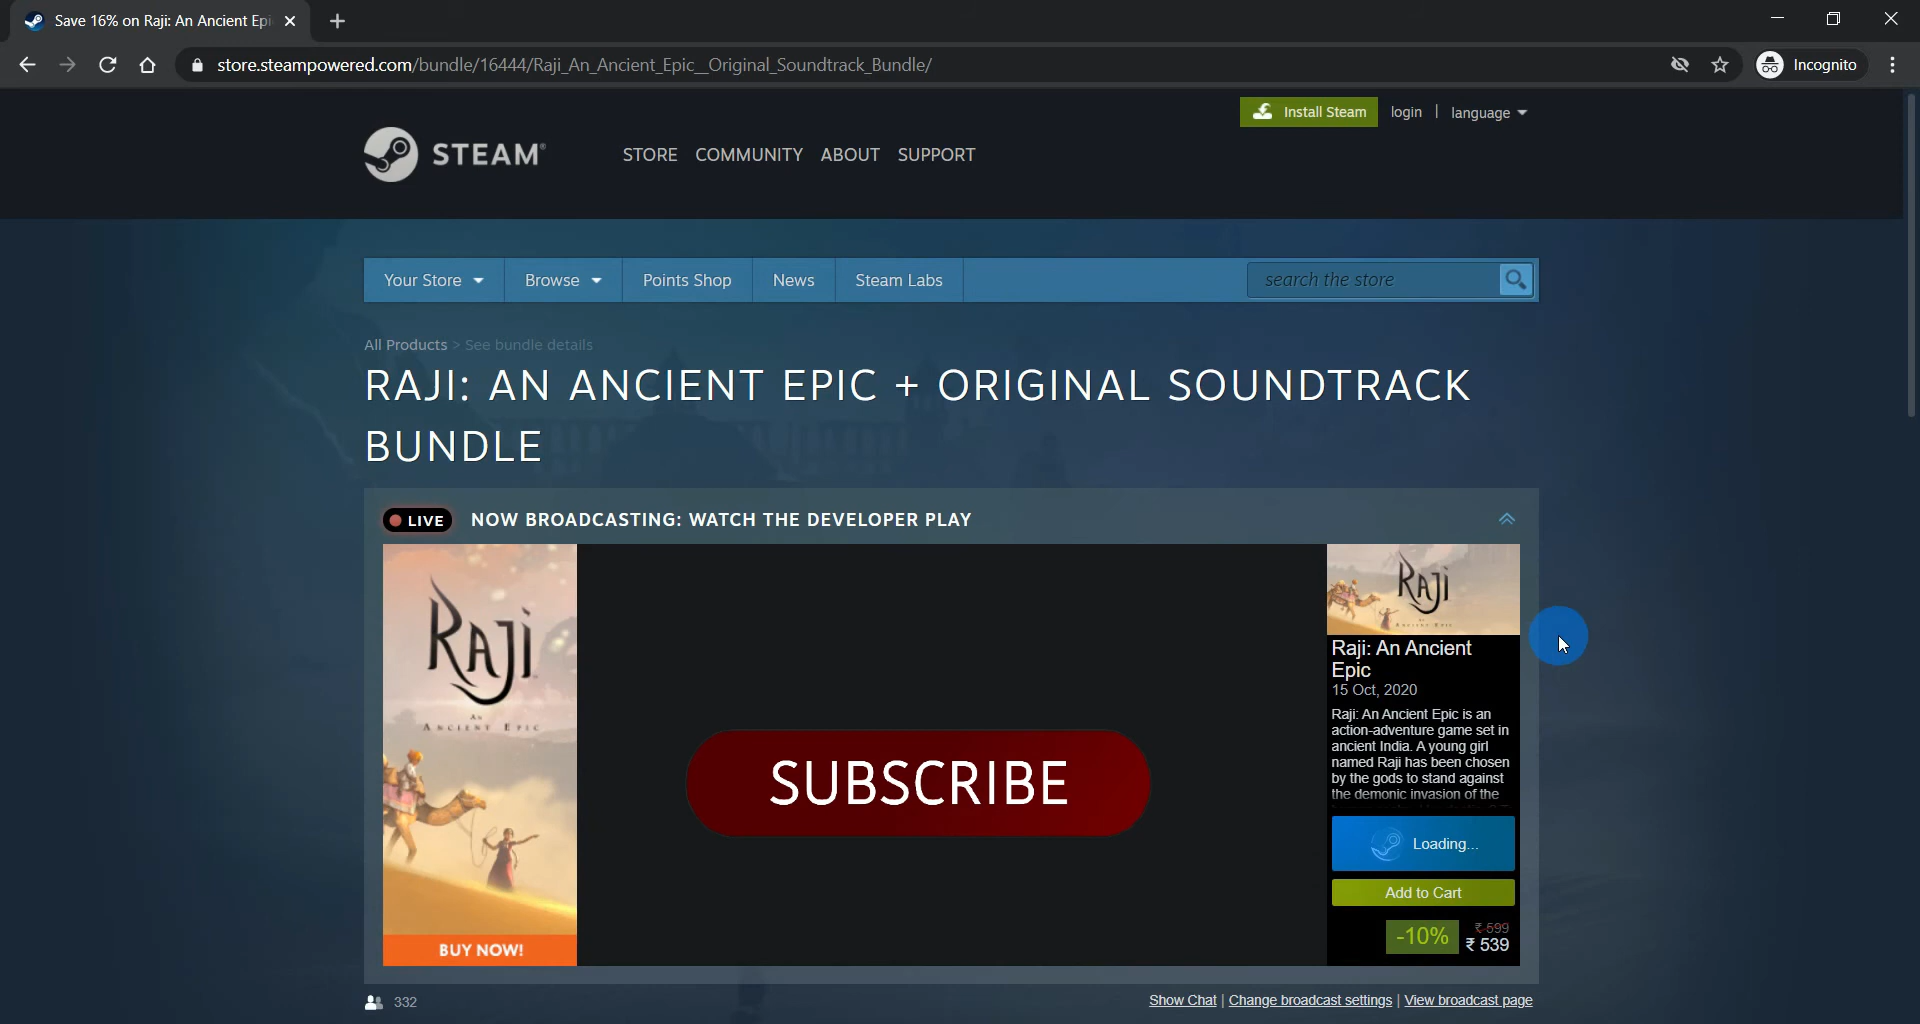 Save 16% on Raji: An Ancient Epi
store.steampowered.com/bundle/16444/Raji_An_Ancient_Epic__Original_Soundtrack_Bundle/
Incognito
Install Steam
login
language
STEAM®
STORE
COMMUNITY
ABOUT
SUPPORT
Your Store
Browse
Points Shop
News
Steam Labs
search the store
All Products > See bundle details
RAJI: AN ANCIENT EPIC + ORIGINAL SOUNDTRACK
BUNDLE
LIVE
NOW BROADCASTING: WATCH THE DEVELOPER PLAY
RAJI
AN
ANCIENT EPIC
BUY NOW!
SUBSCRIBE
RAJI
AN
ANCIENT EPIC
Raji: An Ancient
Epic
15 Oct, 2020
Raji: An Ancient Epic is an
action-adventure game set in
ancient India. A young girl
named Raji has been chosen
by the gods to stand against
the demonic invasion of the
Loading...
Add to Cart
-10%
₹ 599
₹ 539
332
Show Chat | Change broadcast settings | View broadcast page